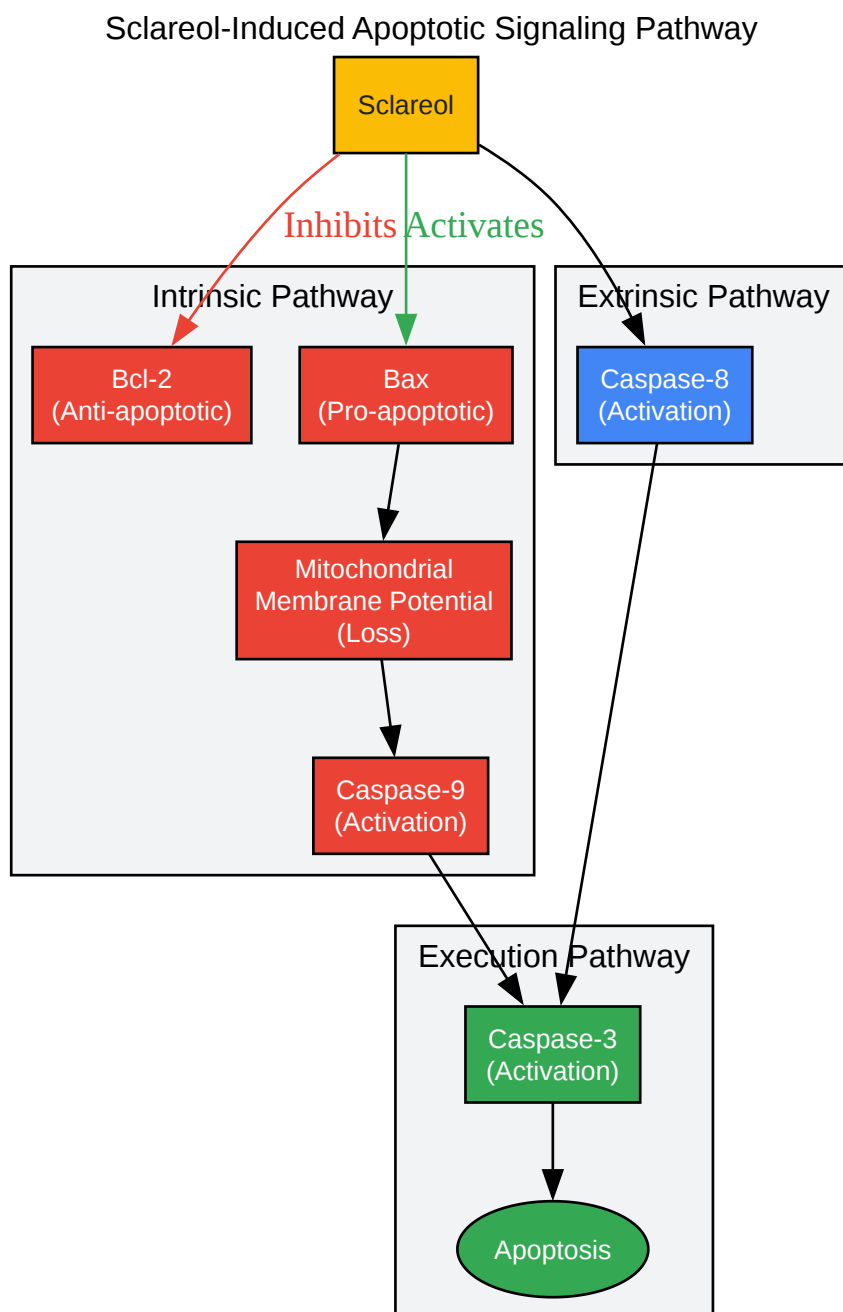 Sclareol-Induced Apoptotic Signaling Pathway
Sclareol
Inhibits
Activates
Intrinsic Pathway
Extrinsic Pathway
Bcl-2
(Anti-apoptotic)
Bax
(Pro-apoptotic)
Caspase-8
(Activation)
Mitochondrial
Membrane Potential
(Loss)
Caspase-9
(Activation)
Execution Pathway
Caspase-3
(Activation)
Apoptosis